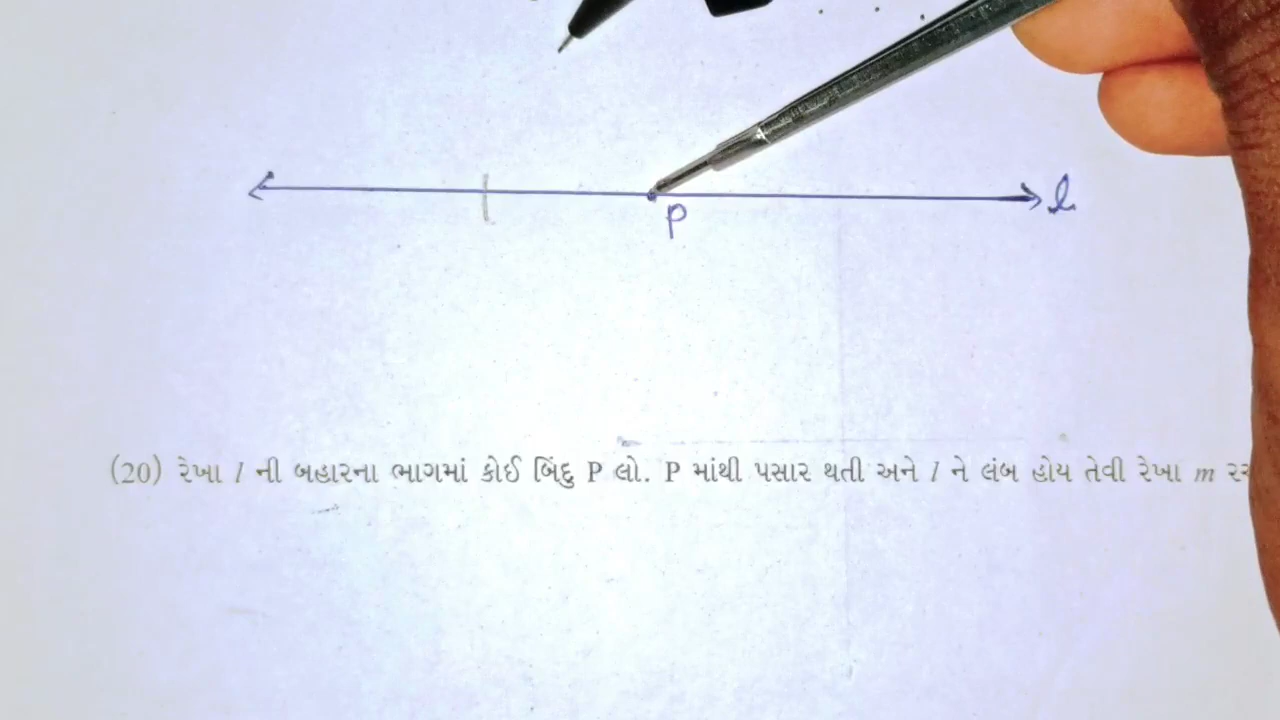 l
P
(20) રેખા l ની બહારના ભાગમાં કોઈ બિંદુ P લો. P માંથી પસાર થતી અને l ને લંબ હોય તેવી રેખા m